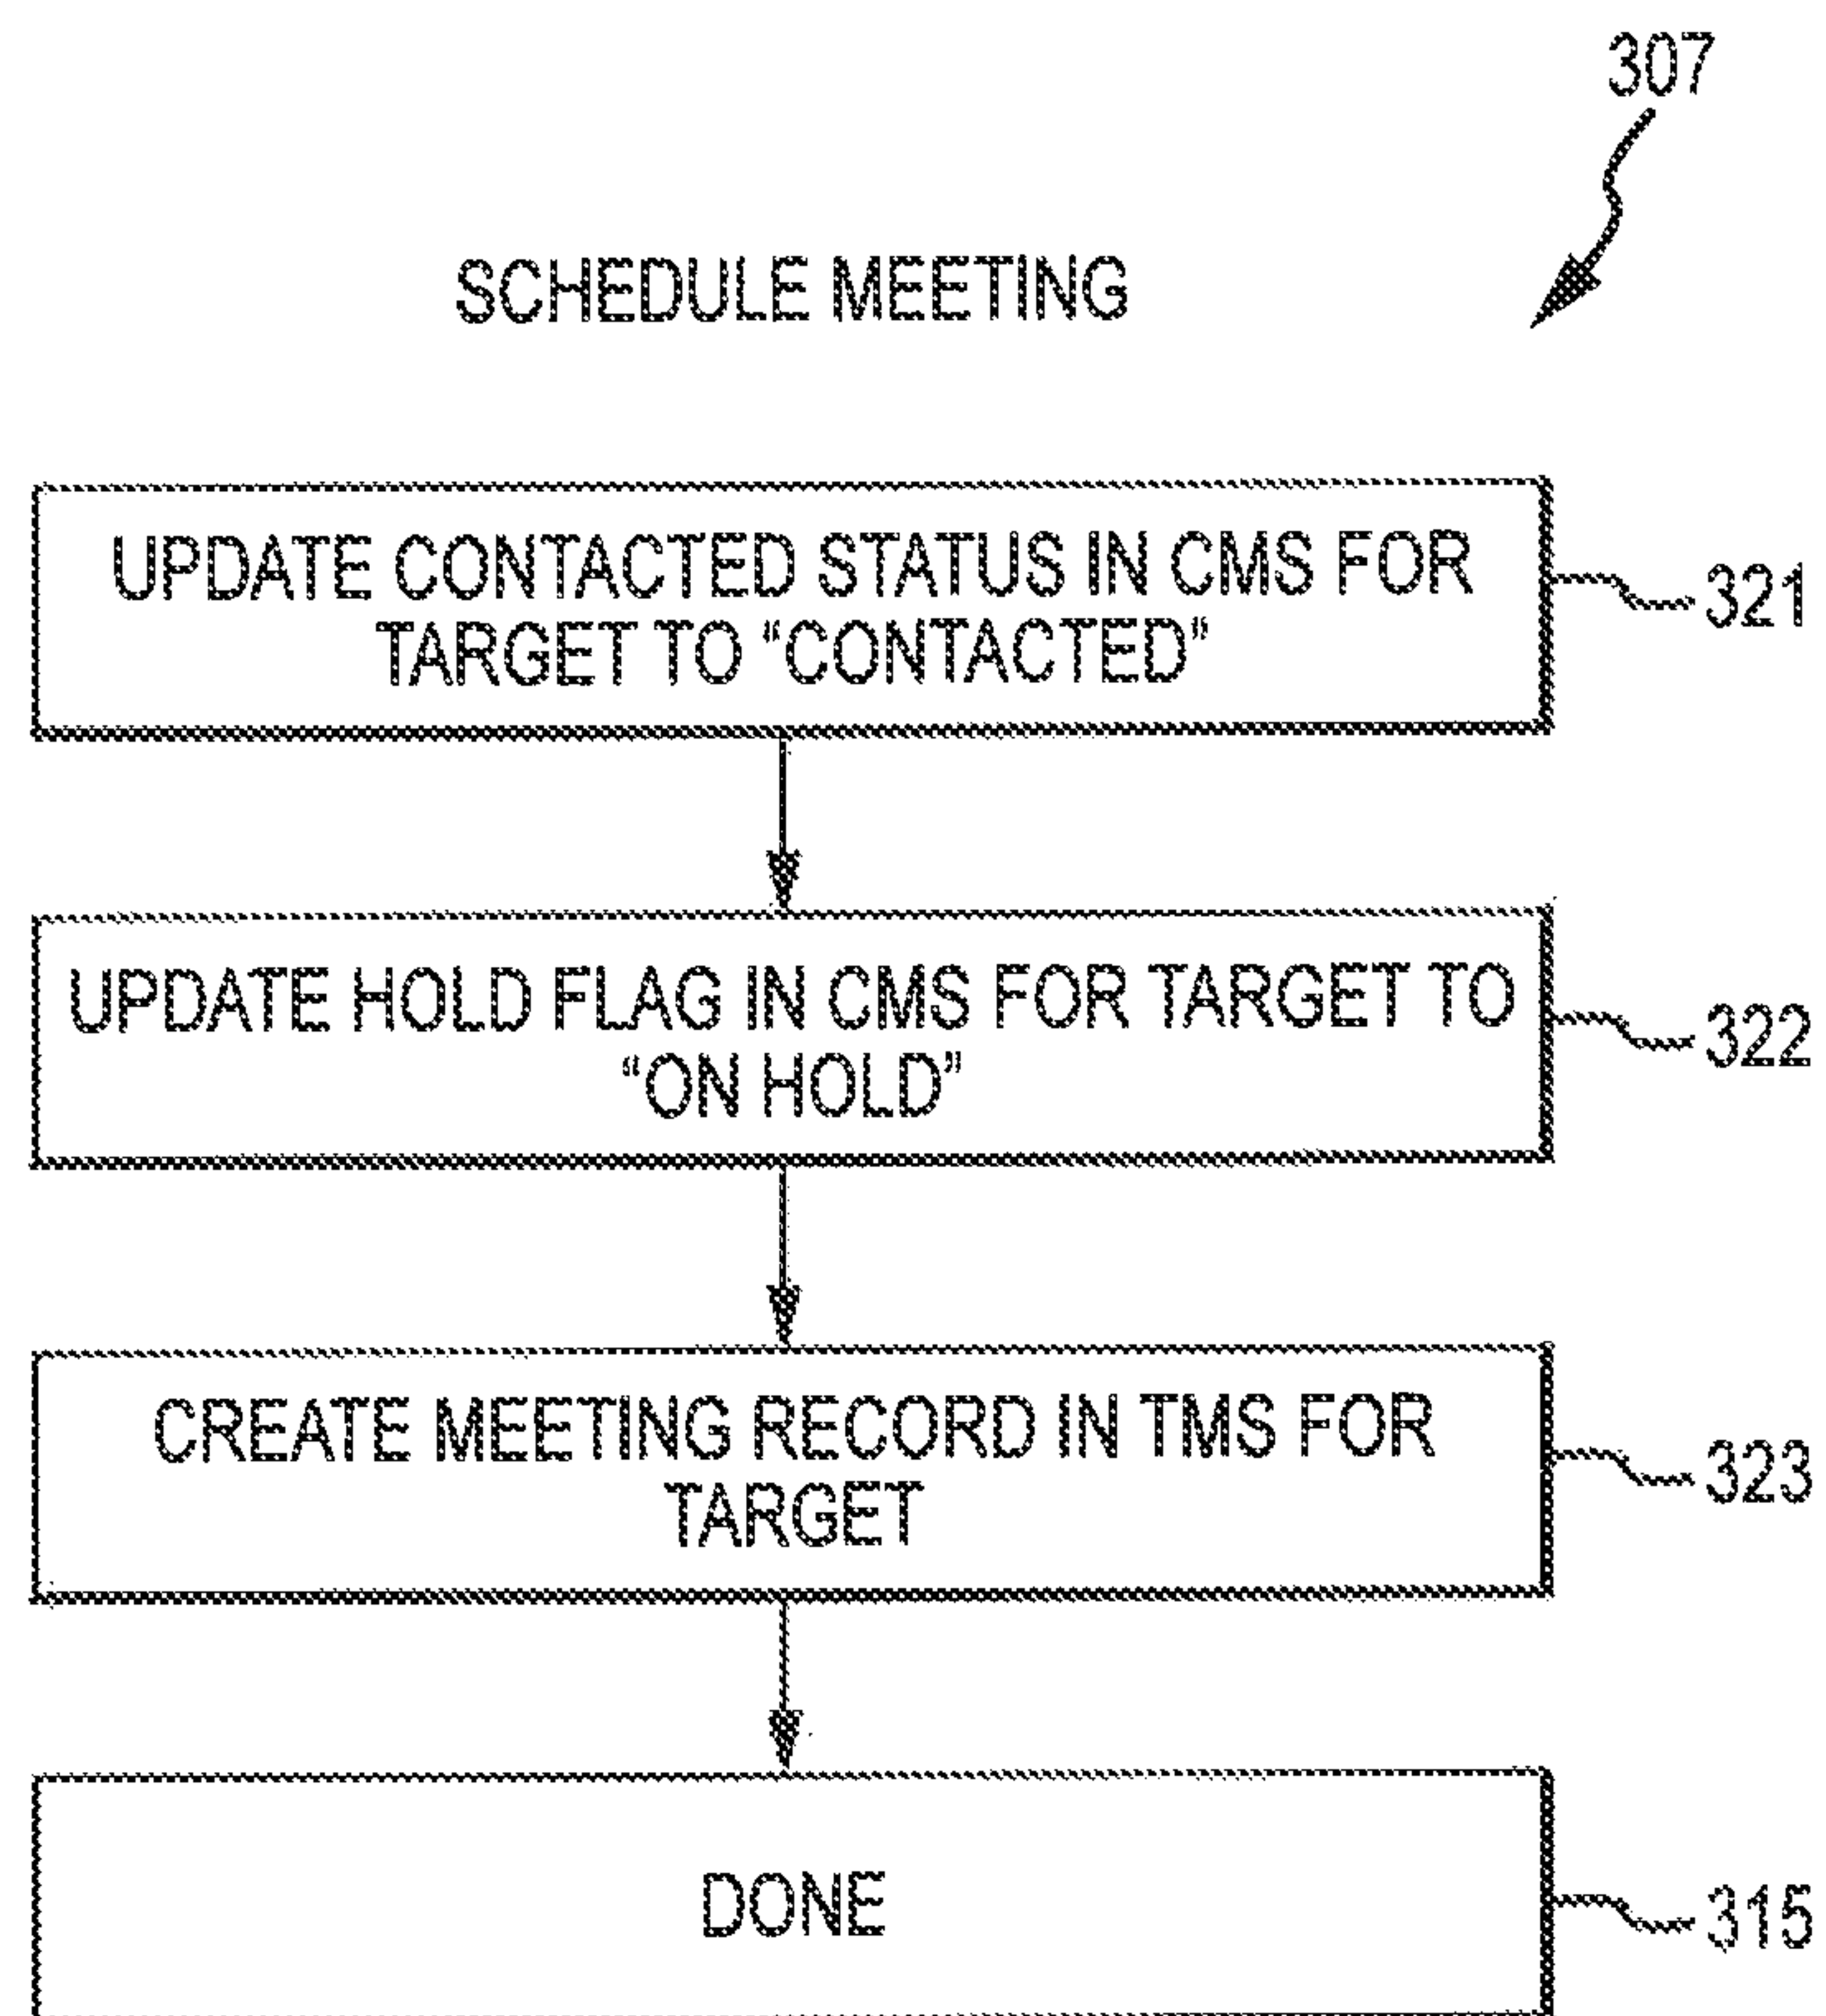 307
SCHEDULE MEETING
UPDATE CONTACTED STATUS IN CMS FOR
TARGET TO “CONTACTED”
321
UPDATE HOLD FLAG IN CMS FOR TARGET TO
“ON HOLD”
322
CREATE MEETING RECORD IN TMS FOR
TARGET
323
DONE
315